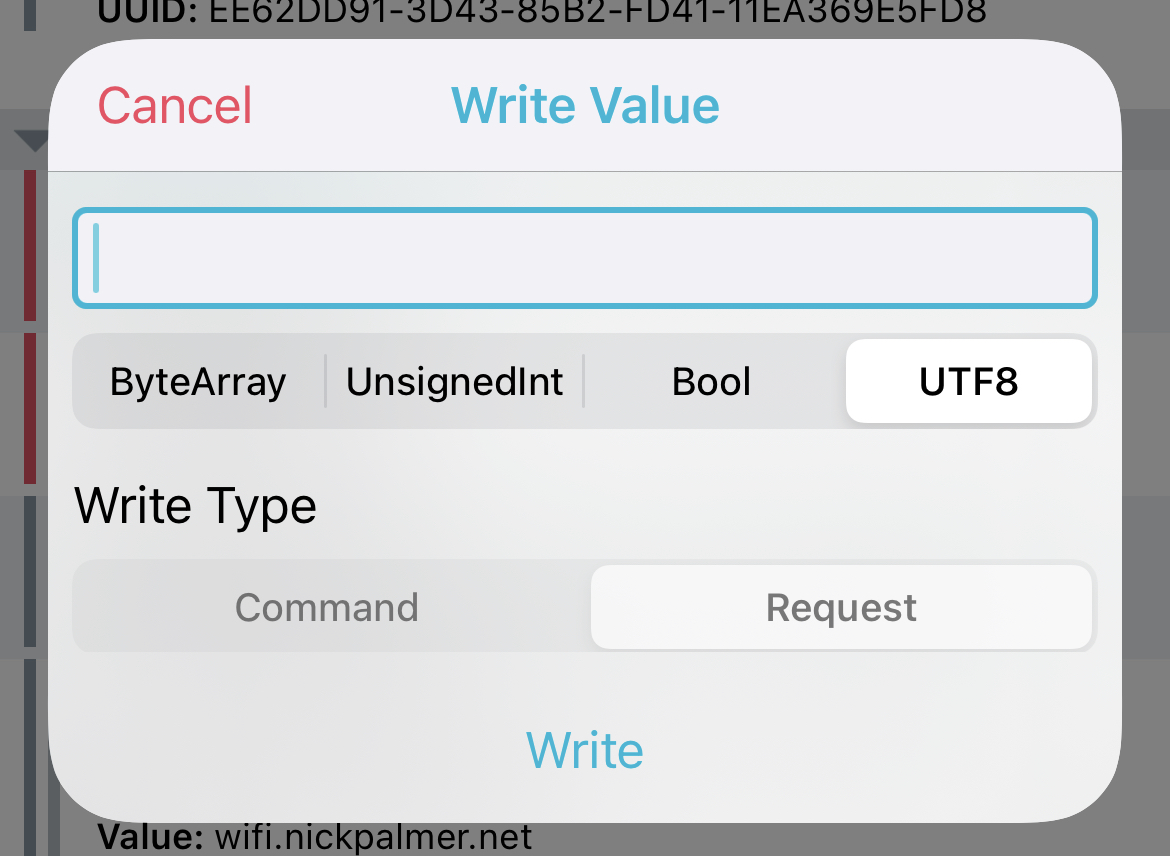 UUID: EE62DD91-3D43-85B2-FD41-11EA369E5FD8
Cancel
Write Value
ByteArray
UnsignedInt
Bool
UTF8
Write Type
Command
Request
Write
Value: wifi.nickpalmer.net